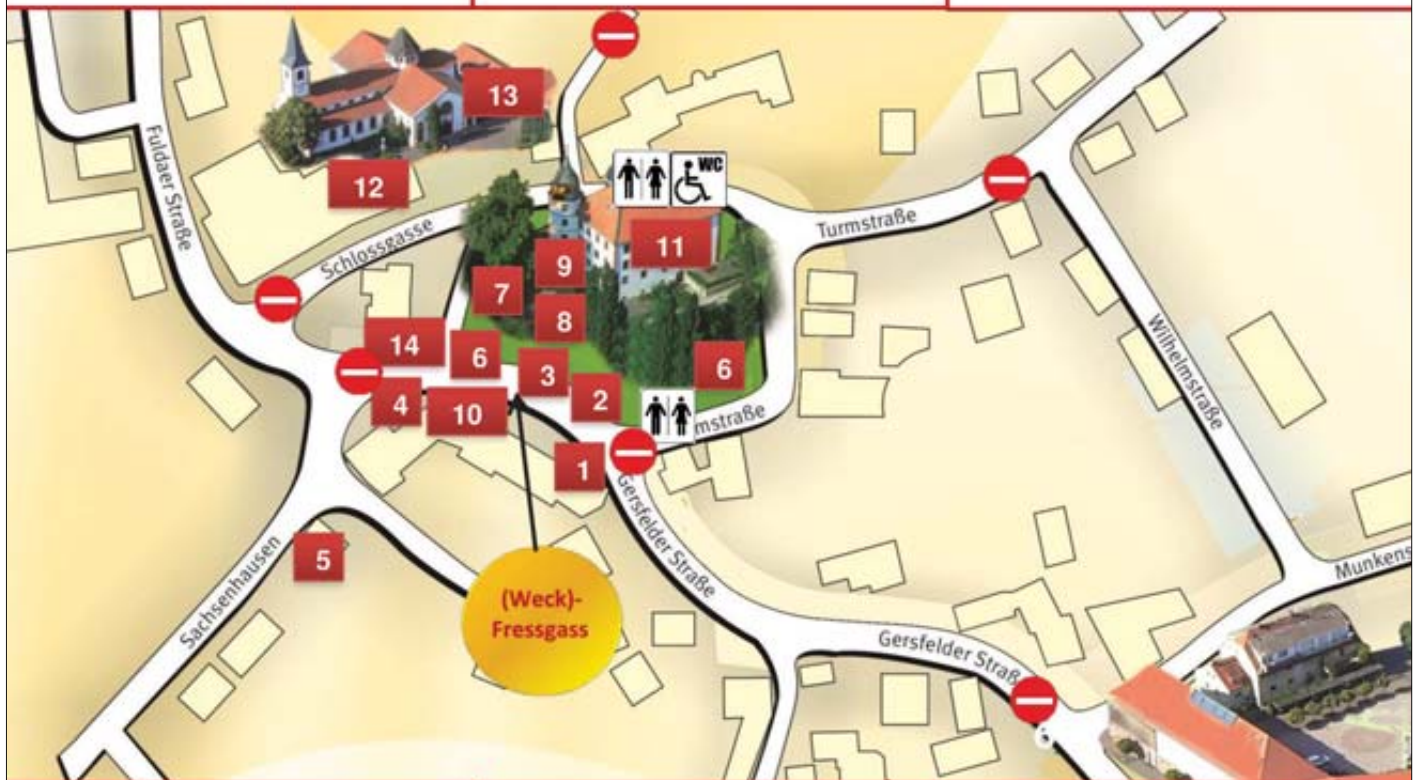 13
Fuldaer Straße
12
WC
Schlossgasse
11
Turmstraße
9
7
8
14
6
3
6
4
10
2
mstraße
1
Wilhelmstraße
Gersfelder Straße
5
Sachsenhausen
(Weck)-
Fressgass
Munkens
Gersfelder Straß